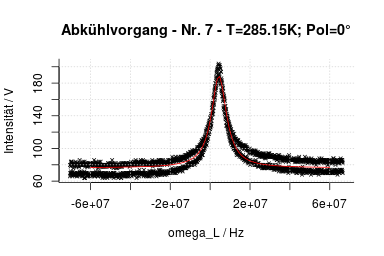 Abkühlvorgang - Nr. 7 - T=285.15K; Pol=0°
Intensität / V
180
140
100
60
-6e+07 -2e+07 2e+07 6e+07
omega_L / Hz